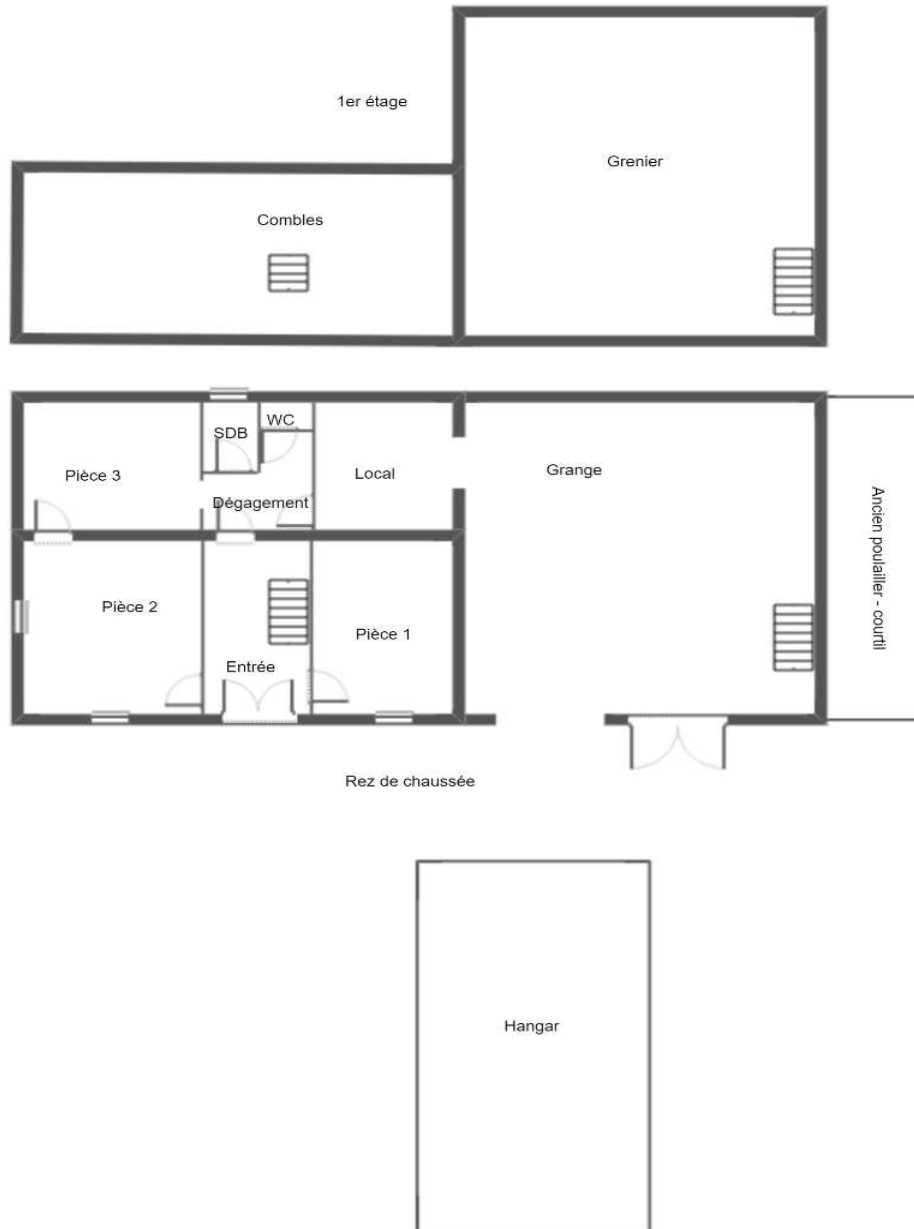 1er étage
Grenier
Combles
SDB
WC
Pièce 3
Local
Grange
Dégagement
Ancien poulailler - courtil
Pièce 2
Pièce 1
Entrée
Rez de chaussée
Hangar